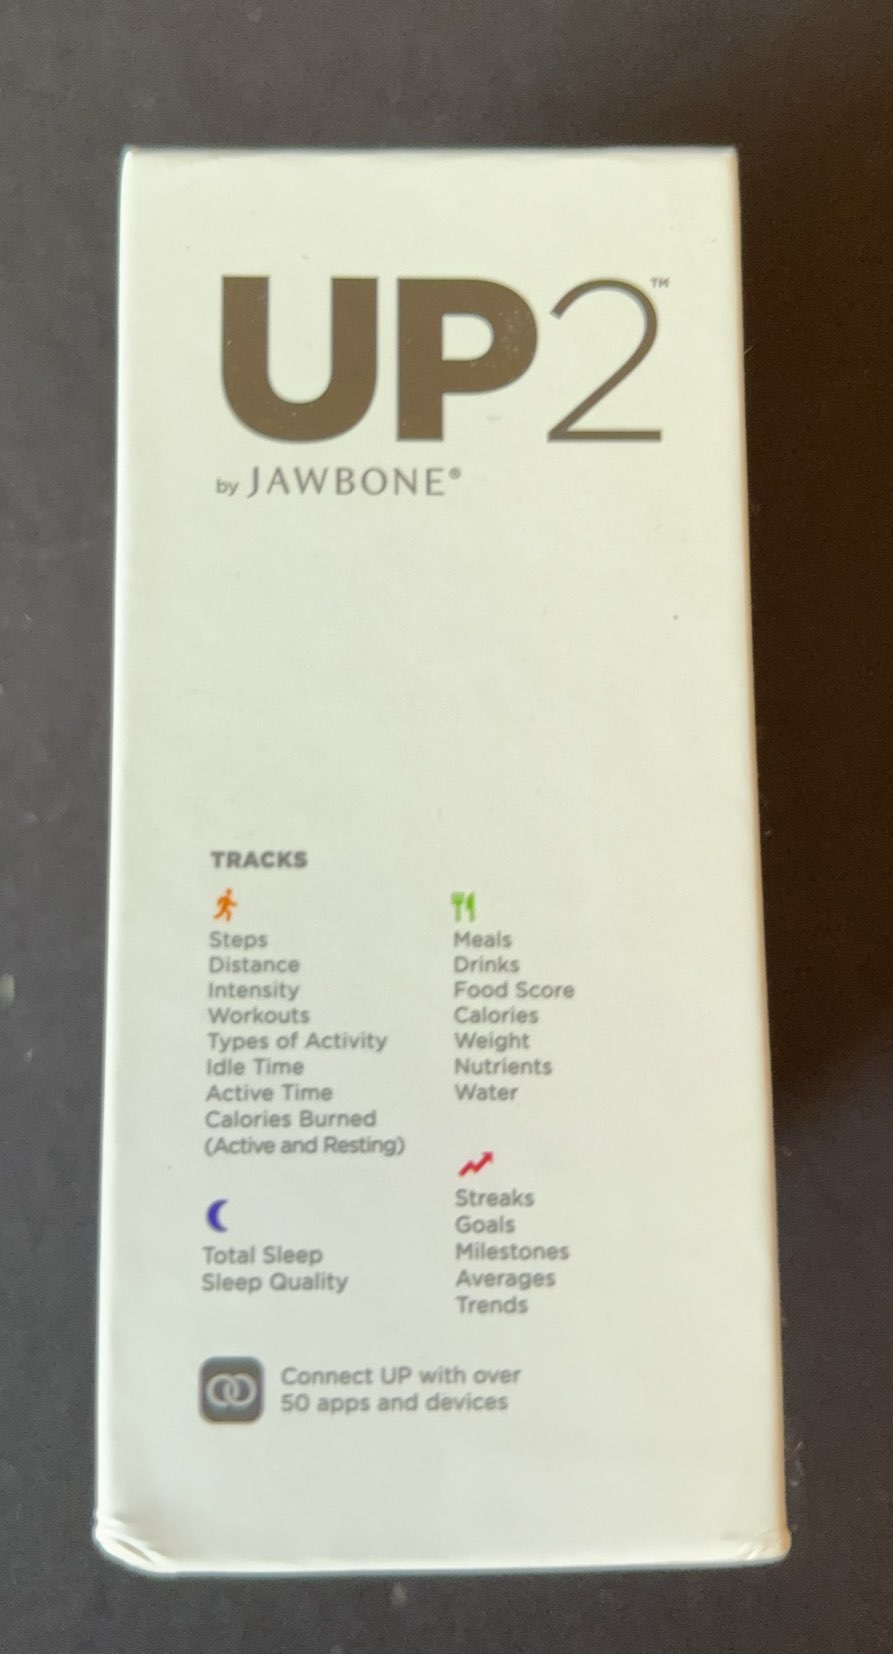 UP2™
by JAWBONE®
TRACKS
Steps
Distance
Intensity
Workouts
Types of Activity
Idle Time
Active Time
Calories Burned
(Active and Resting)
Total Sleep
Sleep Quality
Meals
Drinks
Food Score
Calories
Weight
Nutrients
Water
Streaks
Goals
Milestones
Averages
Trends
Connect UP with over
50 apps and devices